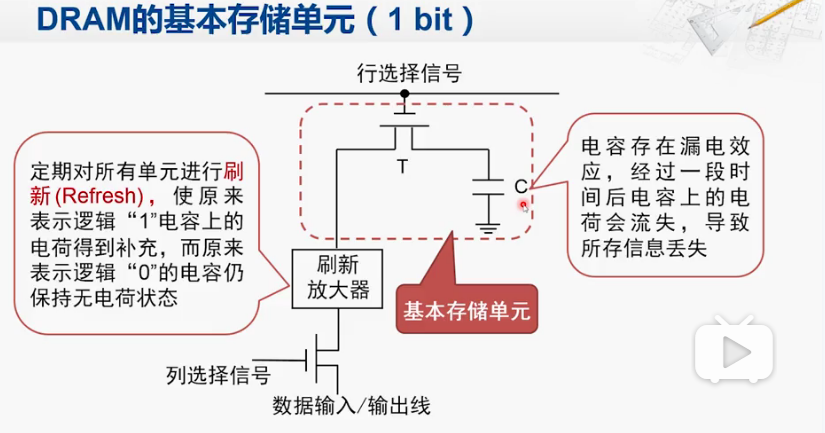 DRAM的基本存储单元（1 bit）
行选择信号
T
C
定期对所有单元进行刷
新(Refresh)，使原来
表示逻辑“1”电容上的
电荷得到补充，而原来
表示逻辑“0”的电容仍
保持无电荷状态
电容存在漏电效
应，经过一段时
间后电容上的电
荷会流失，导致
所存信息丢失
刷新
放大器
基本存储单元
列选择信号
数据输入/输出线